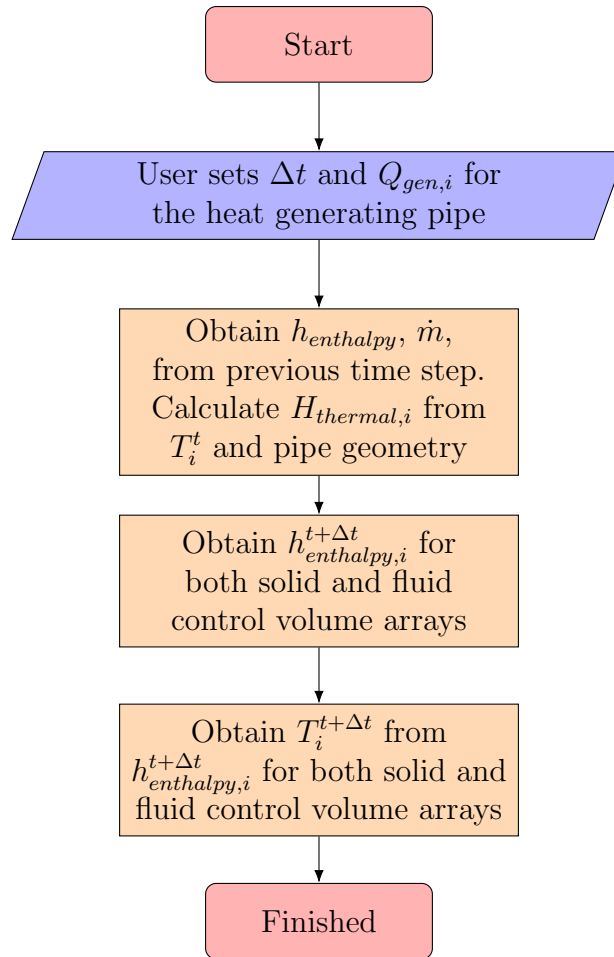 Start
User sets Δt and Q_{gen,i} for
the heat generating pipe
Obtain h_{enthalpy}, ṁ,
from previous time step.
Calculate H_{thermal,i} from
T_i^t and pipe geometry
Obtain h_{enthalpy,i}^{t+Δt} for
both solid and fluid
control volume arrays
Obtain T_i^{t+Δt} from
h_{enthalpy,i}^{t+Δt} for both solid and
fluid control volume arrays
Finished